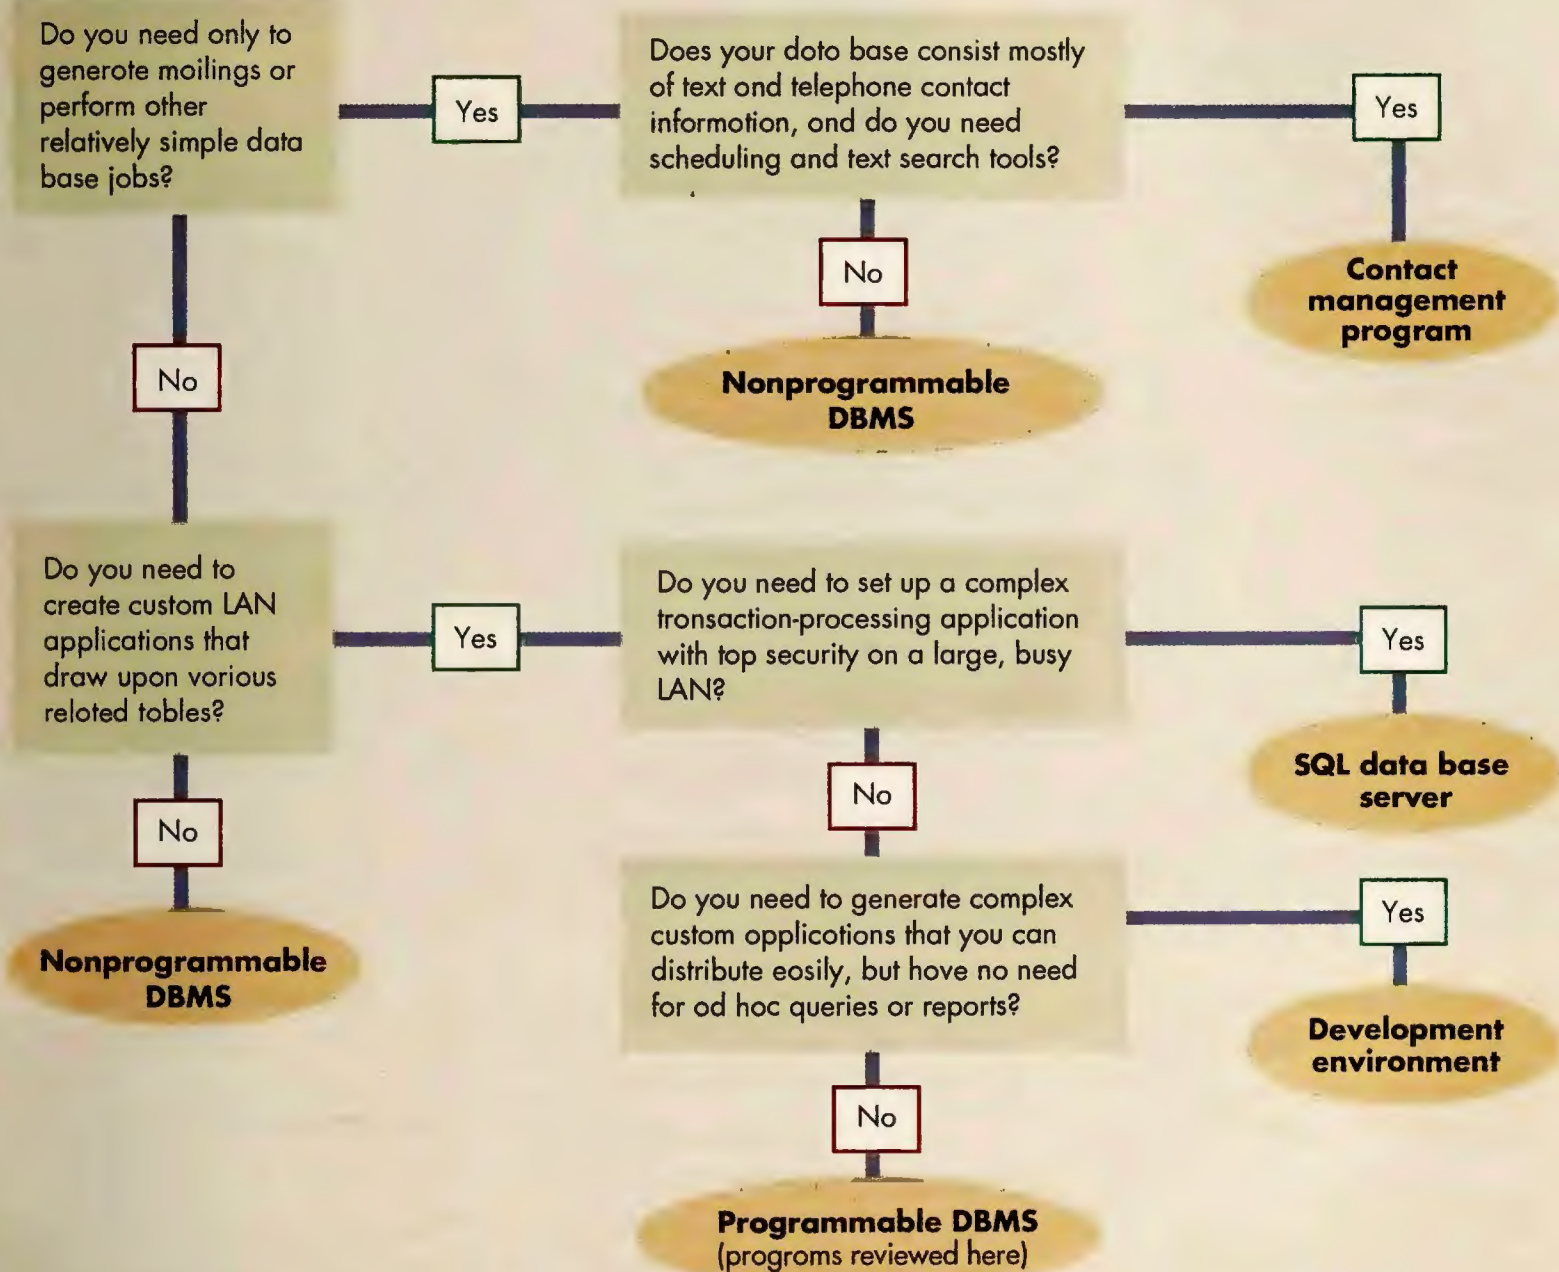 Do you need only to
generote moilings or
perform other
relatively simple data
base jobs?
Yes
Does your doto base consist mostly
of text ond telephone contact
informotion, ond do you need
scheduling and text search tools?
Yes
Contact
management
program
No
Nonprogrammable
DBMS
No
Do you need to
create custom LAN
applications that
draw upon vorious
reloted tobles?
Yes
Do you need to set up a complex
tronsaction-processing application
with top security on a large, busy
LAN?
Yes
SQL data base
server
No
Nonprogrammable
DBMS
No
Do you need to generate complex
custom opplicotions that you can
distribute eosily, but hove no need
for od hoc queries or reports?
Yes
Development
environment
No
Programmable DBMS
(progroms reviewed here)